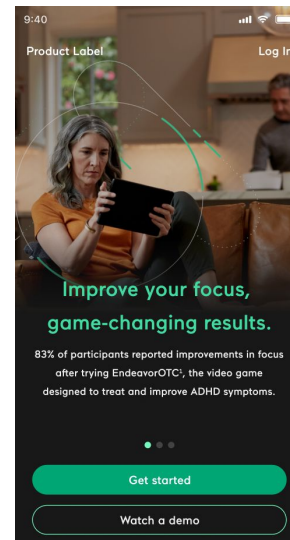 9:40
Product Label
Log In
Improve your focus,
game-changing results.
83% of participants reported improvements in focus
after trying EndeavorOTC¹, the video game
designed to treat and improve ADHD symptoms.
Get started
Watch a demo